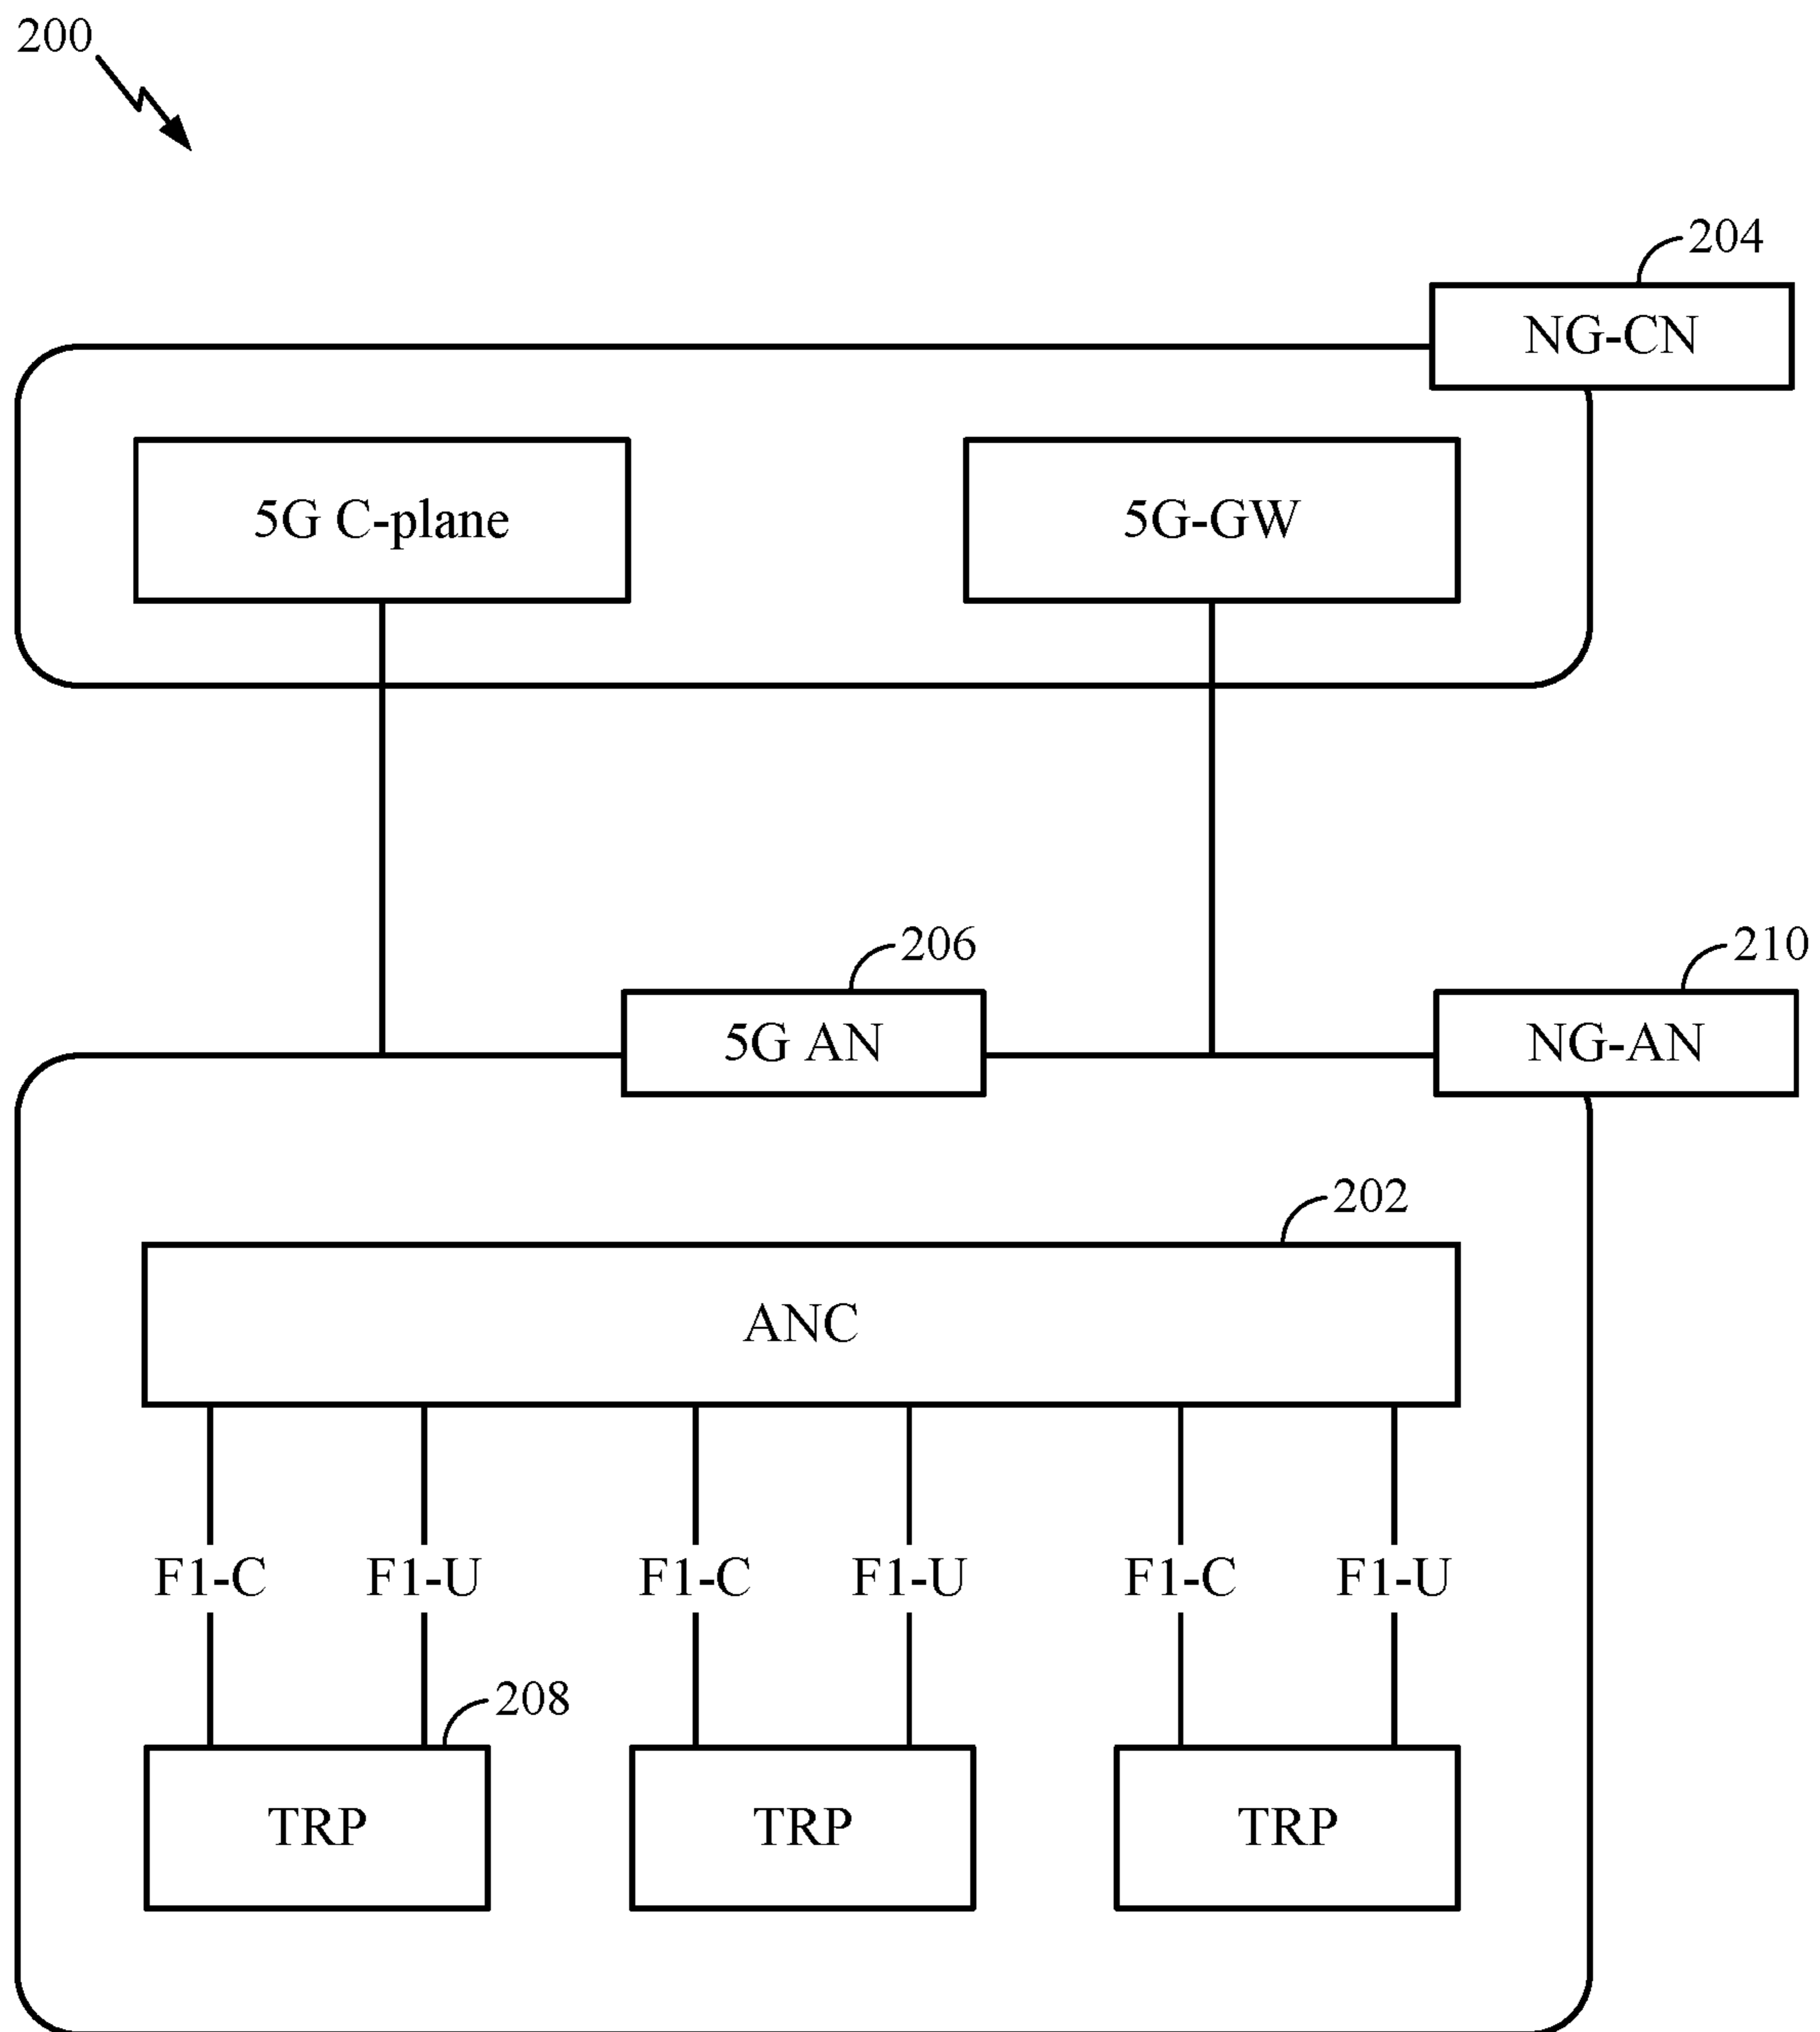 200
204
NG-CN
5G C-plane
5G-GW
206
210
5G AN
NG-AN
202
ANC
F1-C F1-U F1-C F1-U F1-C F1-U
208
TRP TRP TRP